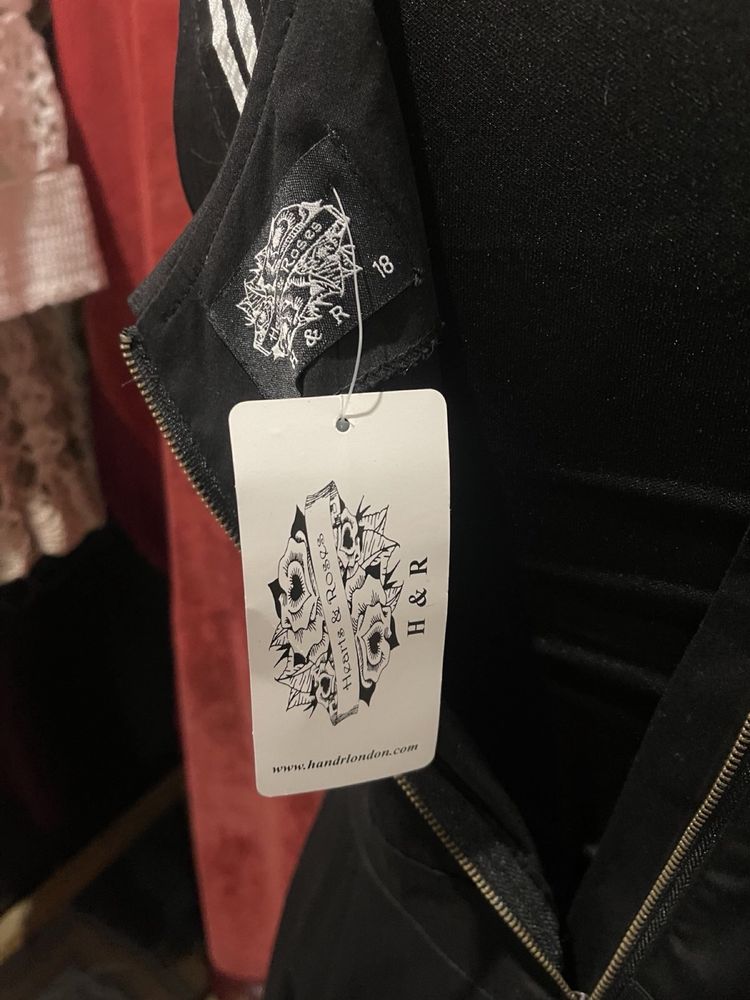 Roses
& R
18
Hearts & Roses
H & R
www.handrlondon.com